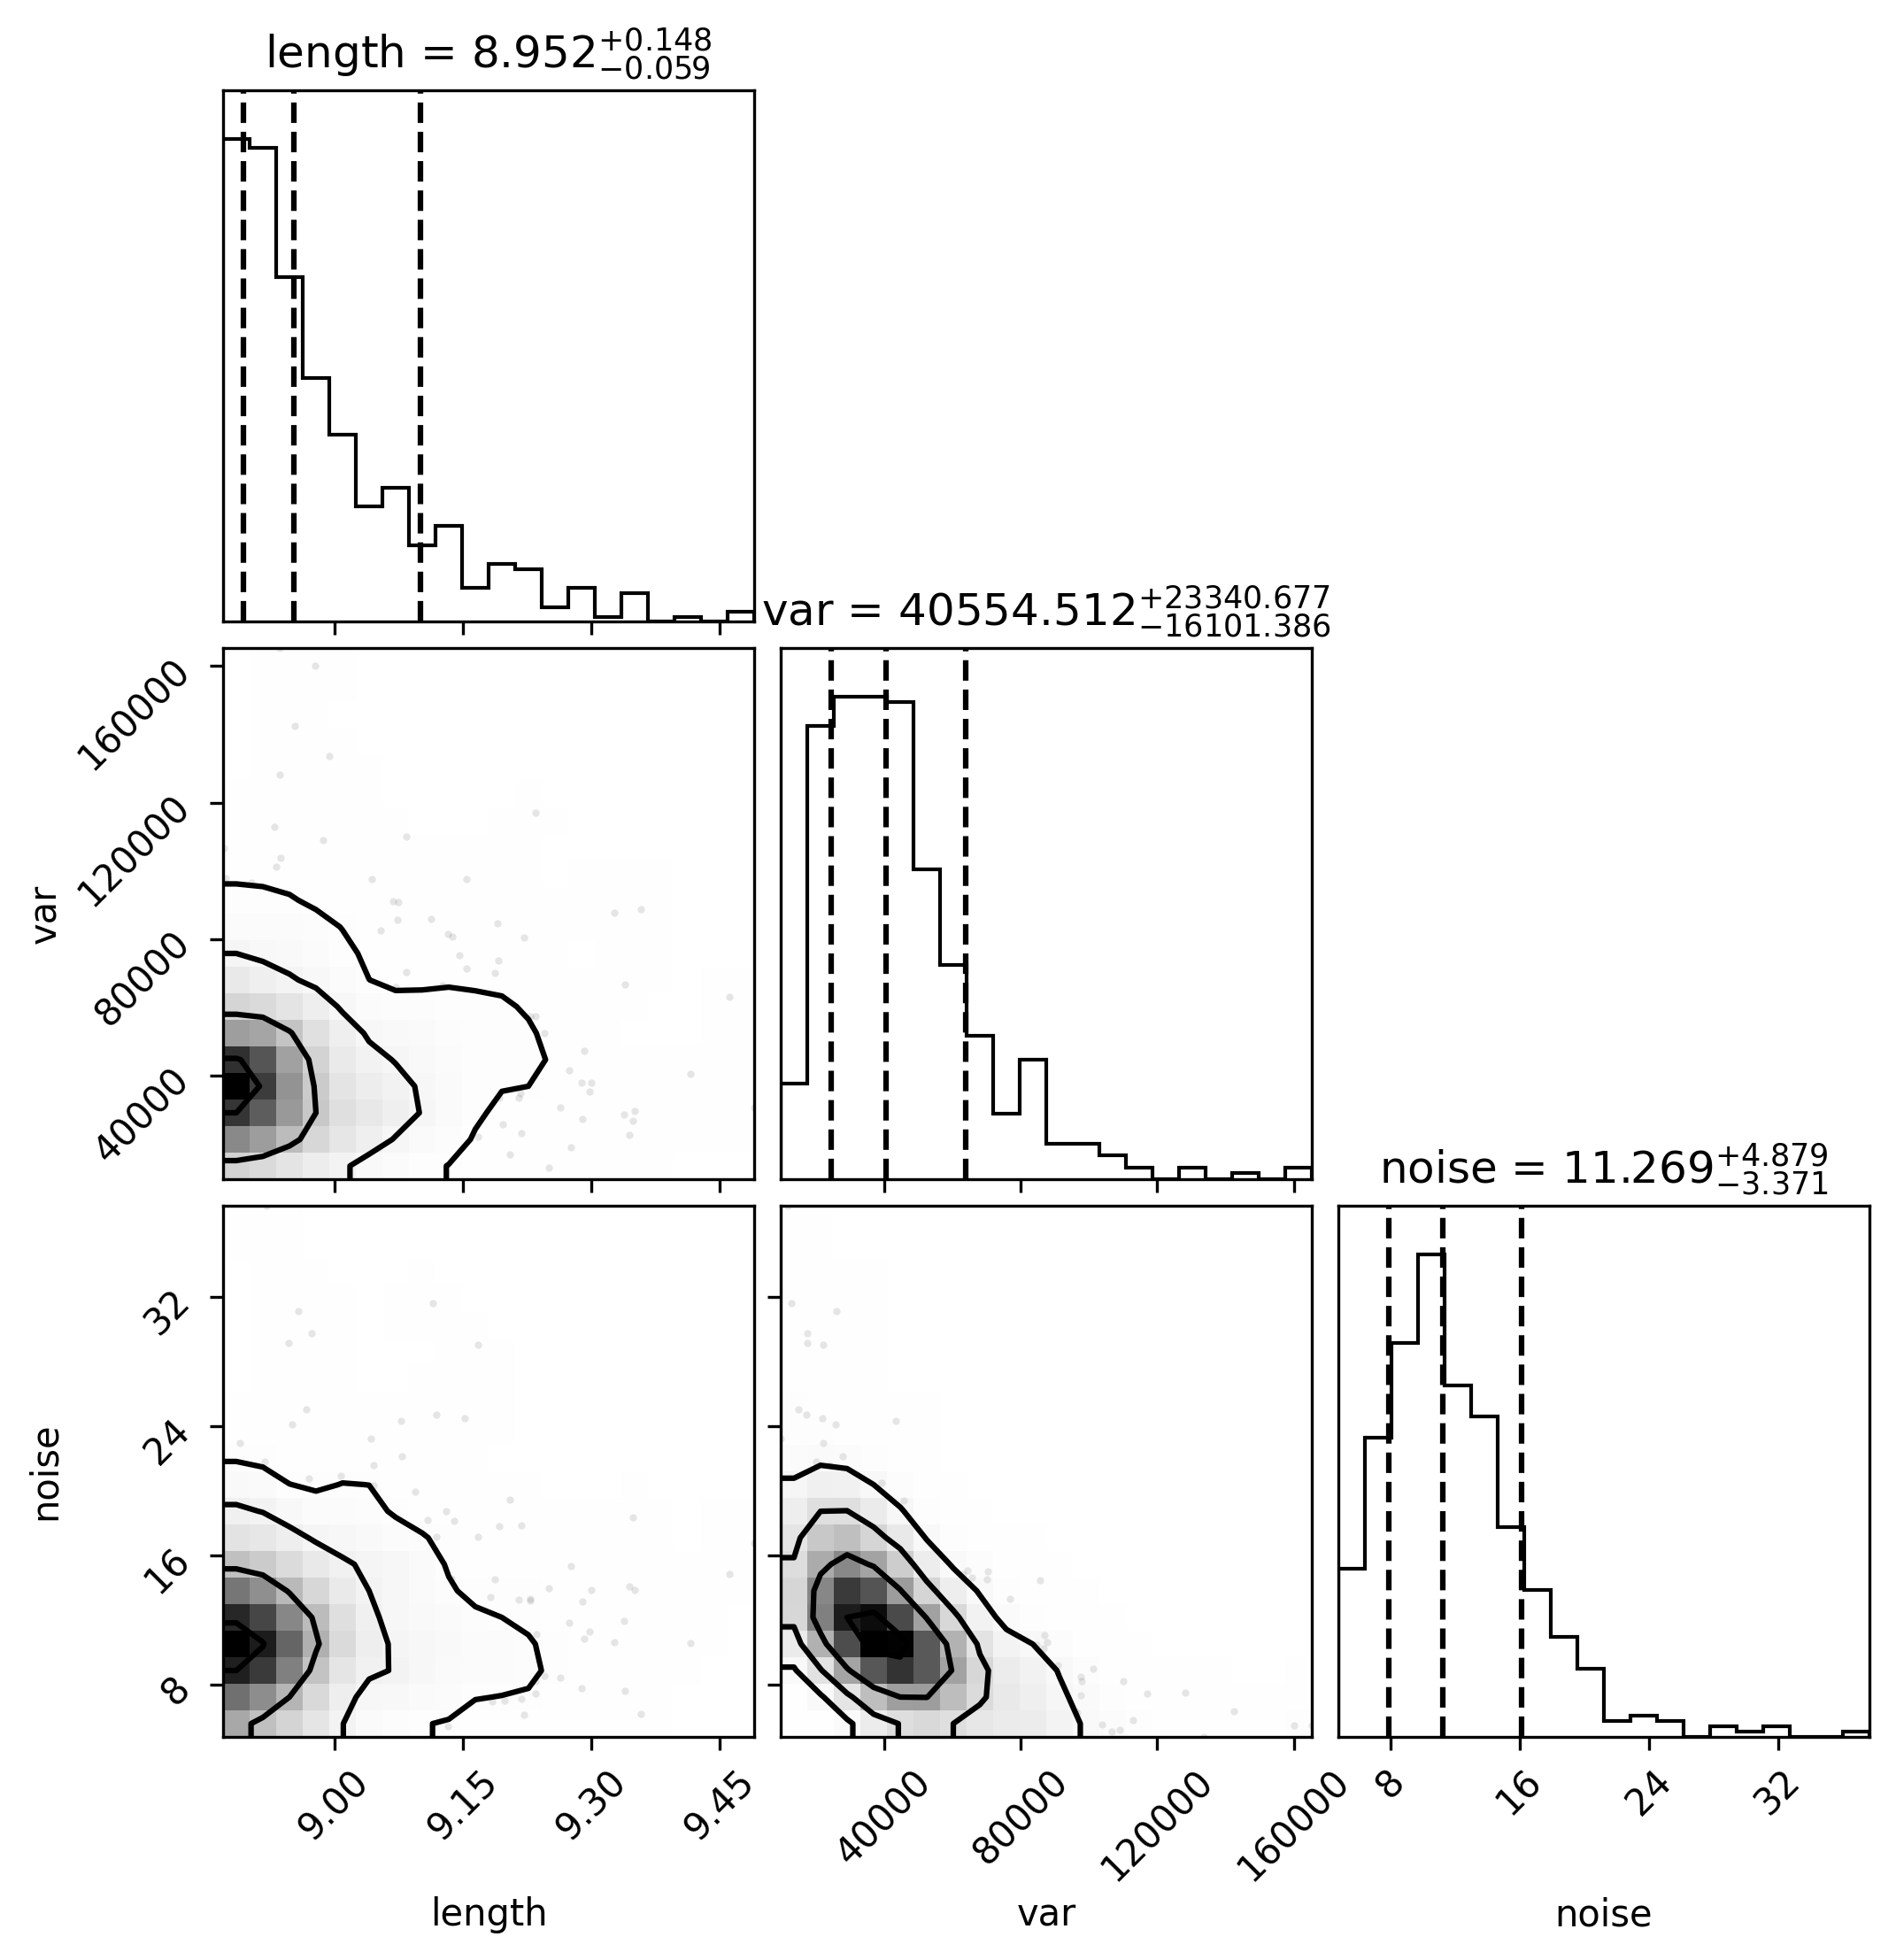 length = 8.952 +0.148 −0.059
var = 40554.512 +23340.677 −16101.386
160000
120000
80000
40000
var
noise = 11.269 +4.879 −3.371
32
24
16
8
noise
9.00 9.15 9.30 9.45
40000 80000 120000 160000
8 16 24 32
length
var
noise